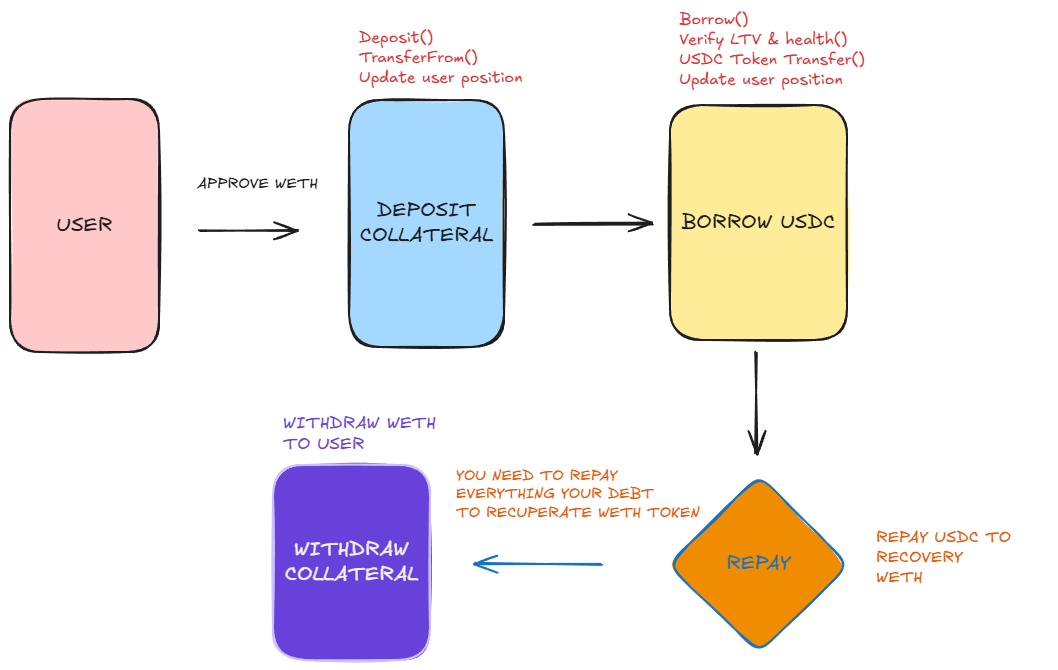 Deposit()
TransferFrom()
Update user position
Borrow()
Verify LTV & health()
USDC Token Transfer()
Update user position
USER
APPROVE WETH
DEPOSIT
COLLATERAL
BORROW USDC
WITHDRAW WETH
TO USER
WITHDRAW
COLLATERAL
YOU NEED TO REPAY
EVERYTHING YOUR DEBT
TO RECUPERATE WETH TOKEN
REPAY
REPAY USDC TO
RECOVERY
WETH